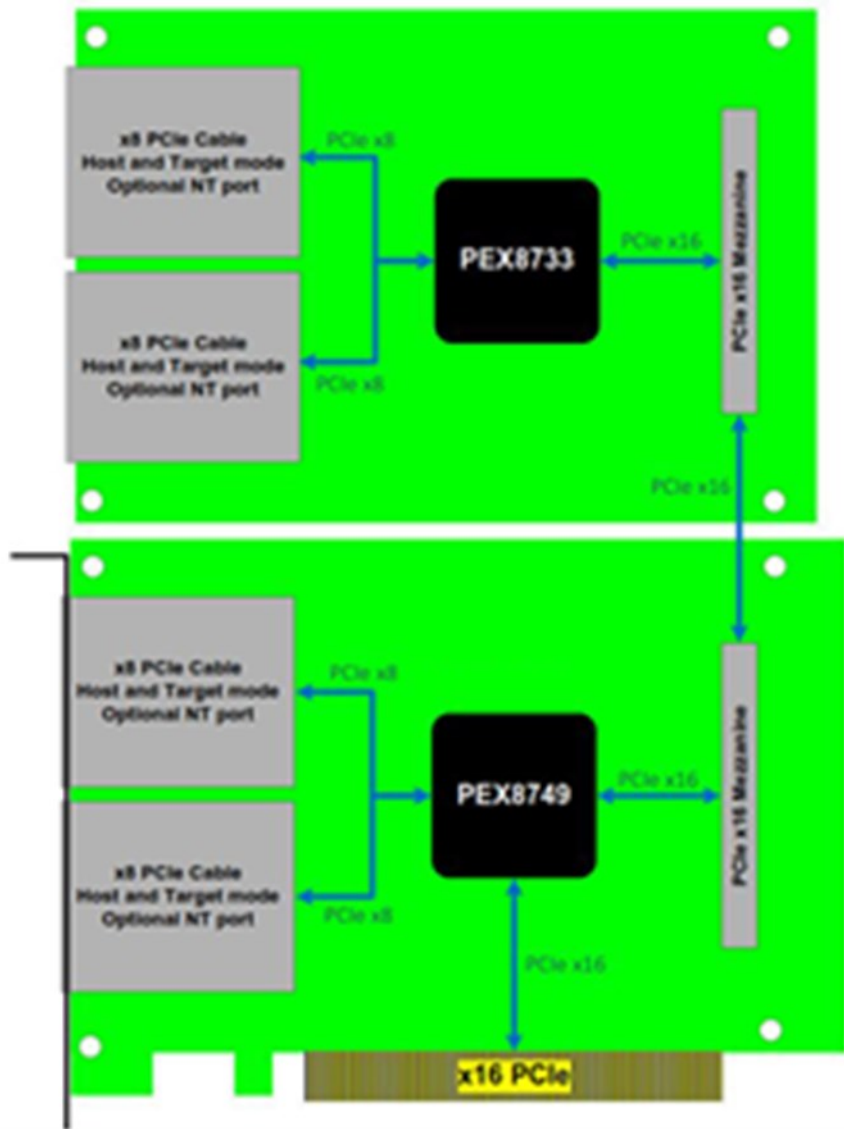 x8 PCIe Cable
Host and Target mode
Optional NT port
PCIe x8
PEX8733
PCIe x16
PCIe x16 Mezzanine
x8 PCIe Cable
Host and Target mode
Optional NT port
PCIe x8
PCIe x16
x8 PCIe Cable
Host and Target mode
Optional NT port
PCIe x8
PEX8749
PCIe x16
PCIe x16 Mezzanine
x8 PCIe Cable
Host and Target mode
Optional NT port
PCIe x8
PCIe x16
x16 PCIe